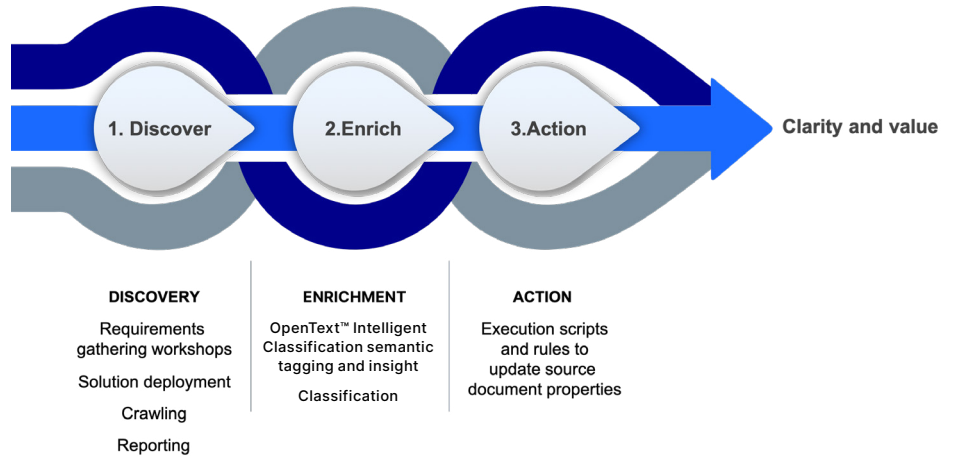 1. Discover
2.Enrich
3.Action
Clarity and value
DISCOVERY
Requirements
gathering workshops
Solution deployment
Crawling
Reporting
ENRICHMENT
OpenText™ Intelligent
Classification semantic
tagging and insight
Classification
ACTION
Execution scripts
and rules to
update source
document properties